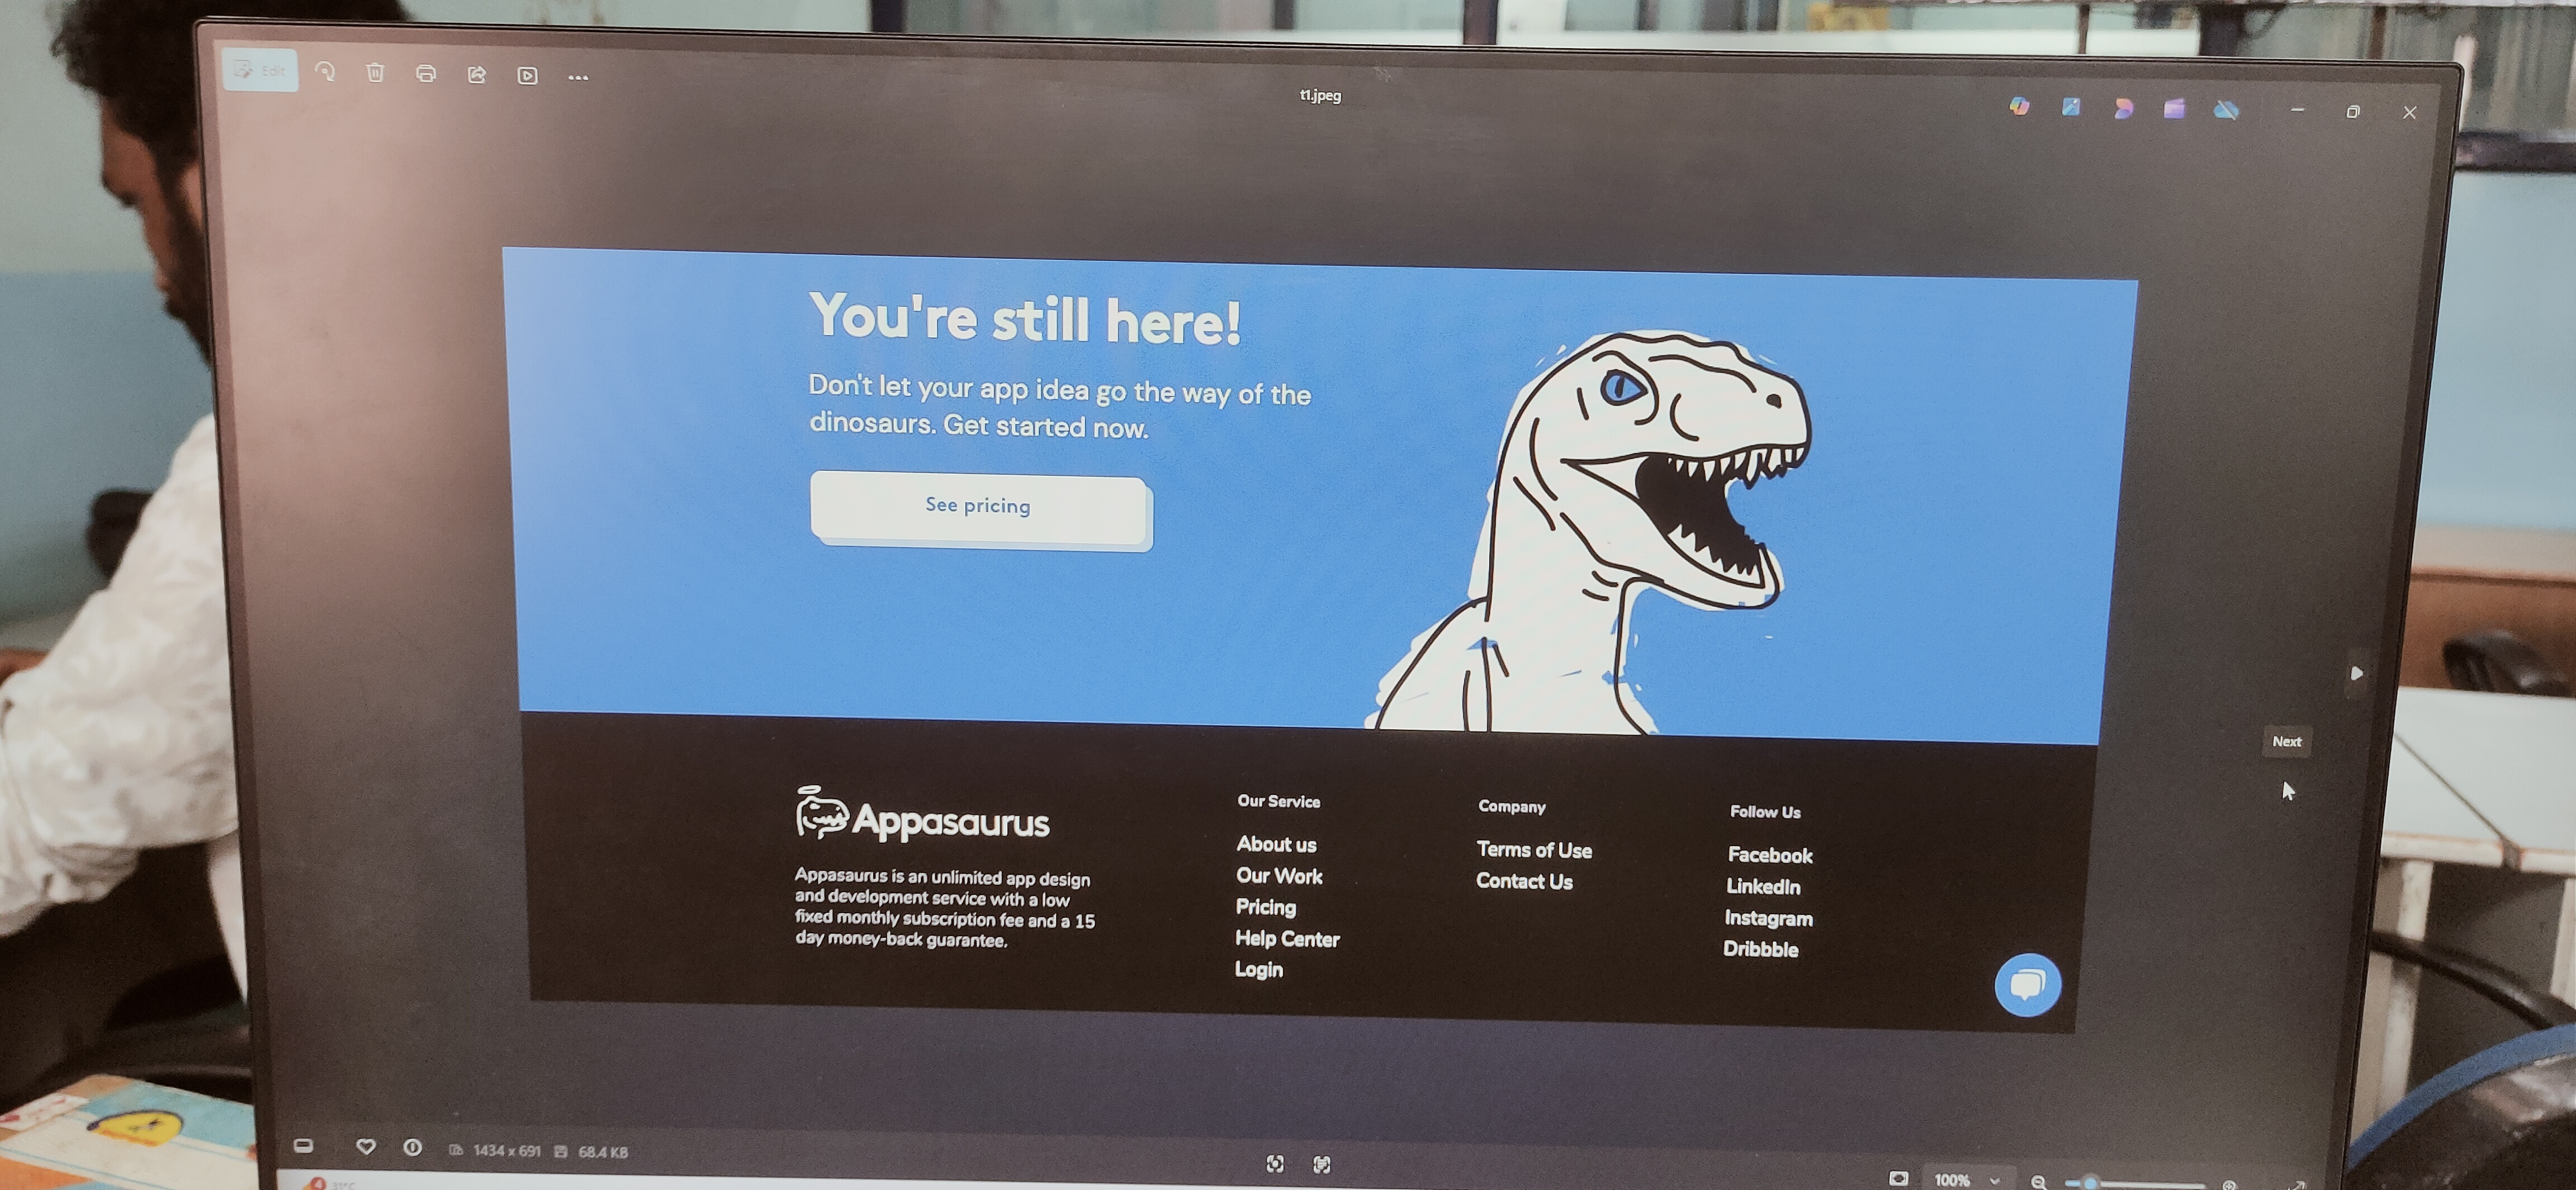 Edit
t1.jpeg
You're still here!
Don't let your app idea go the way of the
dinosaurs. Get started now.
See pricing
Next
Appasaurus
Appasaurus is an unlimited app design
and development service with a low
fixed monthly subscription fee and a 15
day money-back guarantee.
Our Service
About us
Our Work
Pricing
Help Center
Login
Company
Terms of Use
Contact Us
Follow Us
Facebook
LinkedIn
Instagram
Dribbble
1434 x 691
68.4 KB
100%
4
31°C